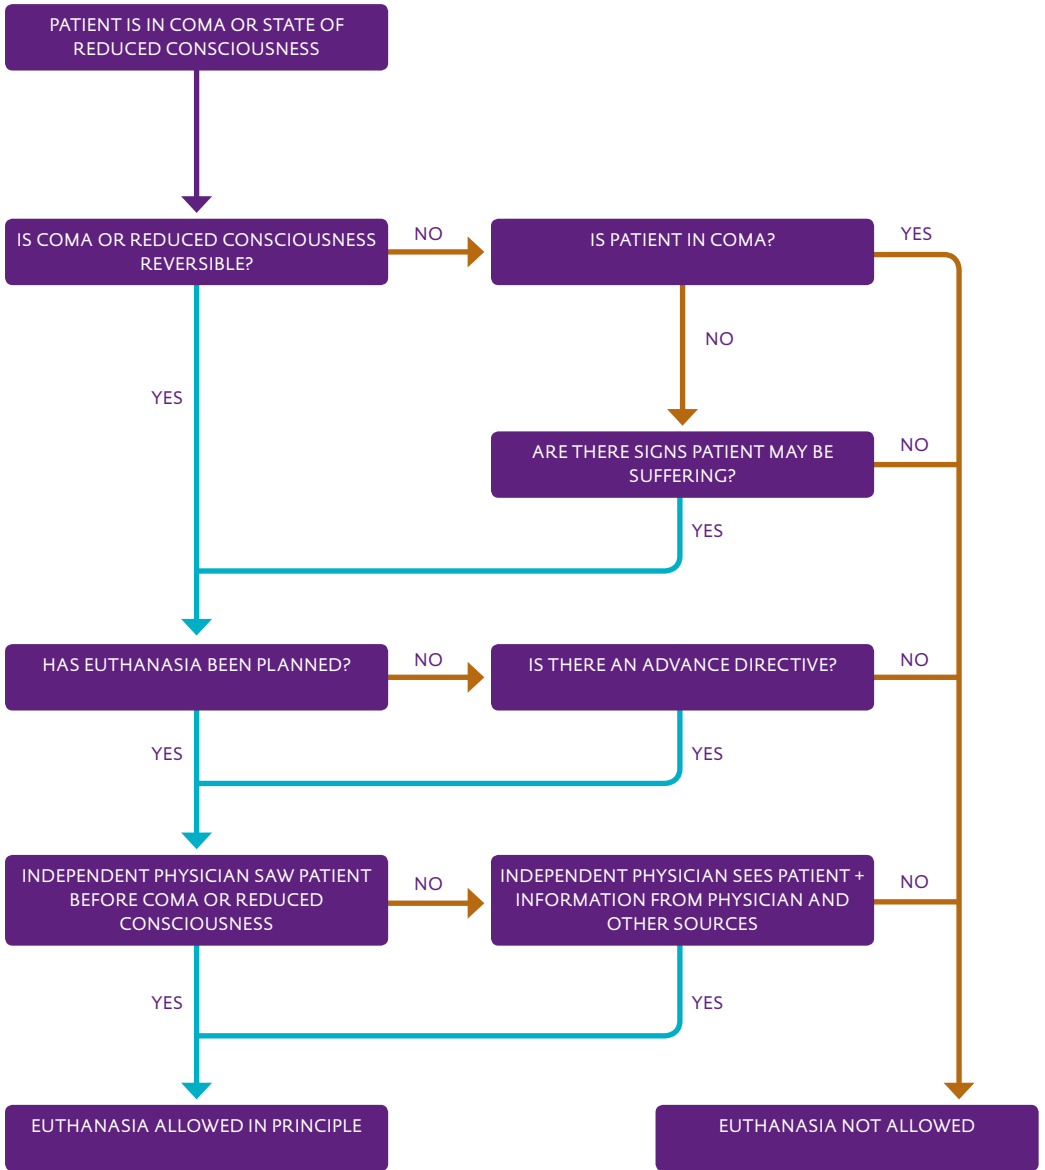 PATIENT IS IN COMA OR STATE OF
REDUCED CONSCIOUSNESS
IS COMA OR REDUCED CONSCIOUSNESS
REVERSIBLE?
NO
IS PATIENT IN COMA?
YES
NO
YES
ARE THERE SIGNS PATIENT MAY BE
SUFFERING?
NO
YES
HAS EUTHANASIA BEEN PLANNED?
NO
IS THERE AN ADVANCE DIRECTIVE?
NO
YES
YES
INDEPENDENT PHYSICIAN SAW PATIENT
BEFORE COMA OR REDUCED
CONSCIOUSNESS
NO
INDEPENDENT PHYSICIAN SEES PATIENT +
INFORMATION FROM PHYSICIAN AND
OTHER SOURCES
NO
YES
YES
EUTHANASIA ALLOWED IN PRINCIPLE
EUTHANASIA NOT ALLOWED